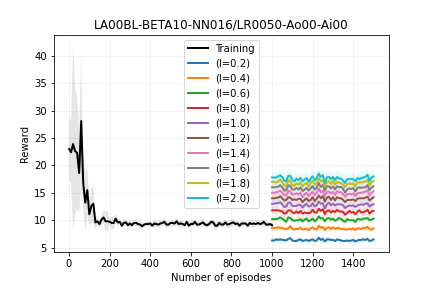 LA00BL-BETA10-NN016/LR0050-Ao00-Ai00
Reward
40
35
30
25
20
15
10
5
Training
(l=0.2)
(l=0.4)
(l=0.6)
(l=0.8)
(l=1.0)
(l=1.2)
(l=1.4)
(l=1.6)
(l=1.8)
(l=2.0)
0 200 400 600 800 1000 1200 1400
Number of episodes